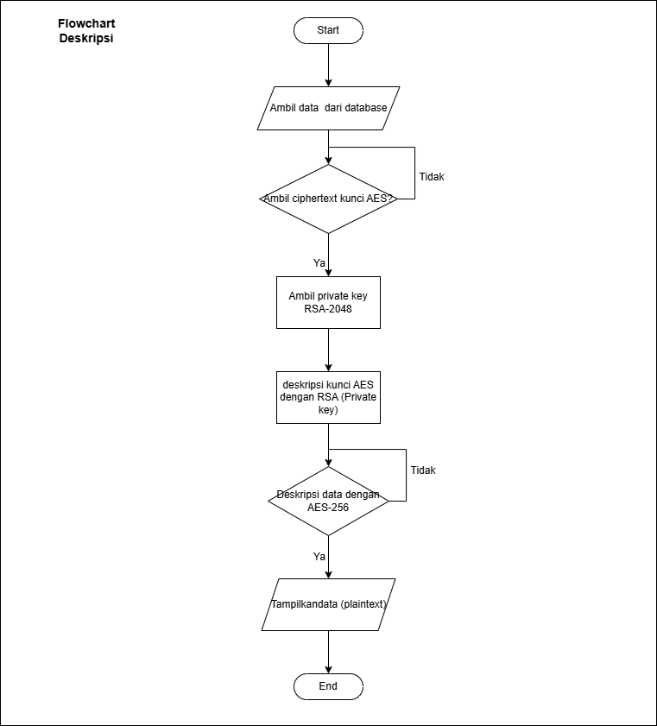 Flowchart
Deskripsi
Start
Ambil data dari database
Tidak
Ambil ciphertext kunci AES?
Ya
Ambil private key
RSA-2048
deskripsi kunci AES
dengan RSA (Private
key)
Tidak
Deskripsi data dengan
AES-256
Ya
Tampilkandata (plaintext)
End